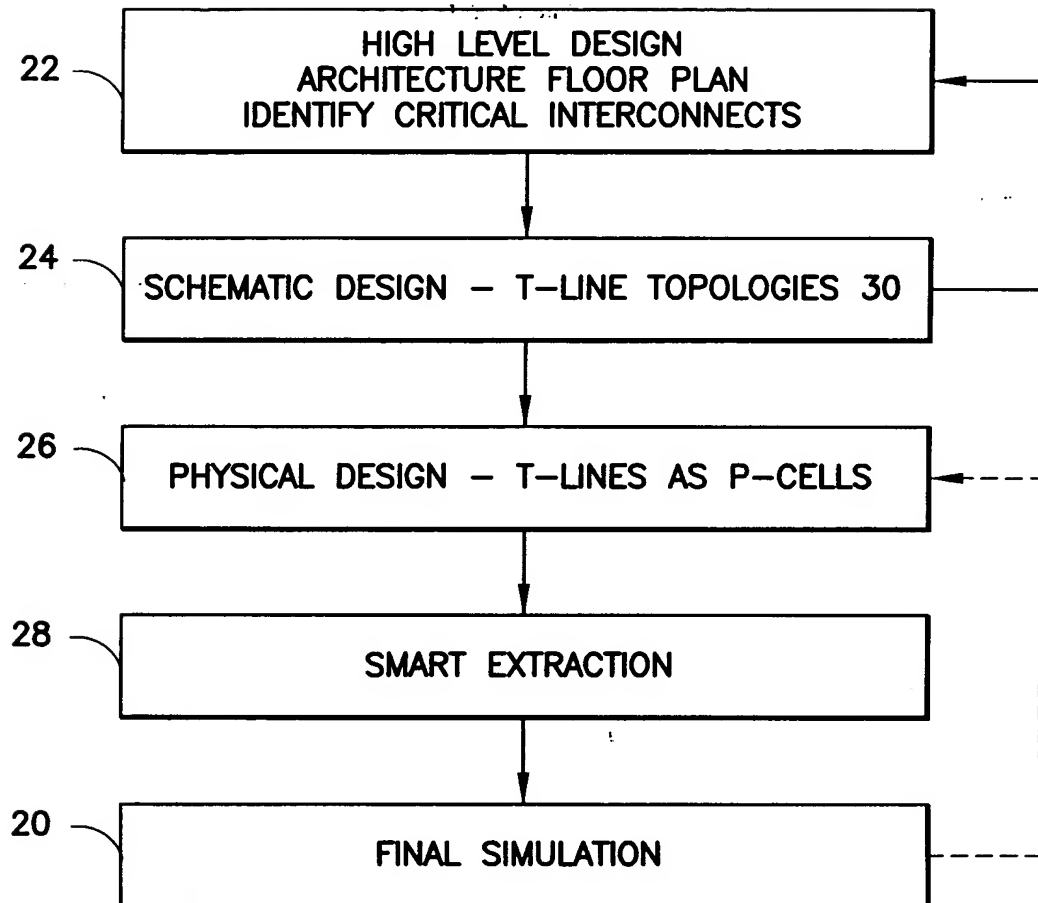 HIGH LEVEL DESIGN
22
ARCHITECTURE FLOOR PLAN
IDENTIFY CRITICAL INTERCONNECTS
24
SCHEMATIC DESIGN – T-LINE TOPOLOGIES 30
26
PHYSICAL DESIGN – T-LINES AS P-CELLS
28
SMART EXTRACTION
20
FINAL SIMULATION